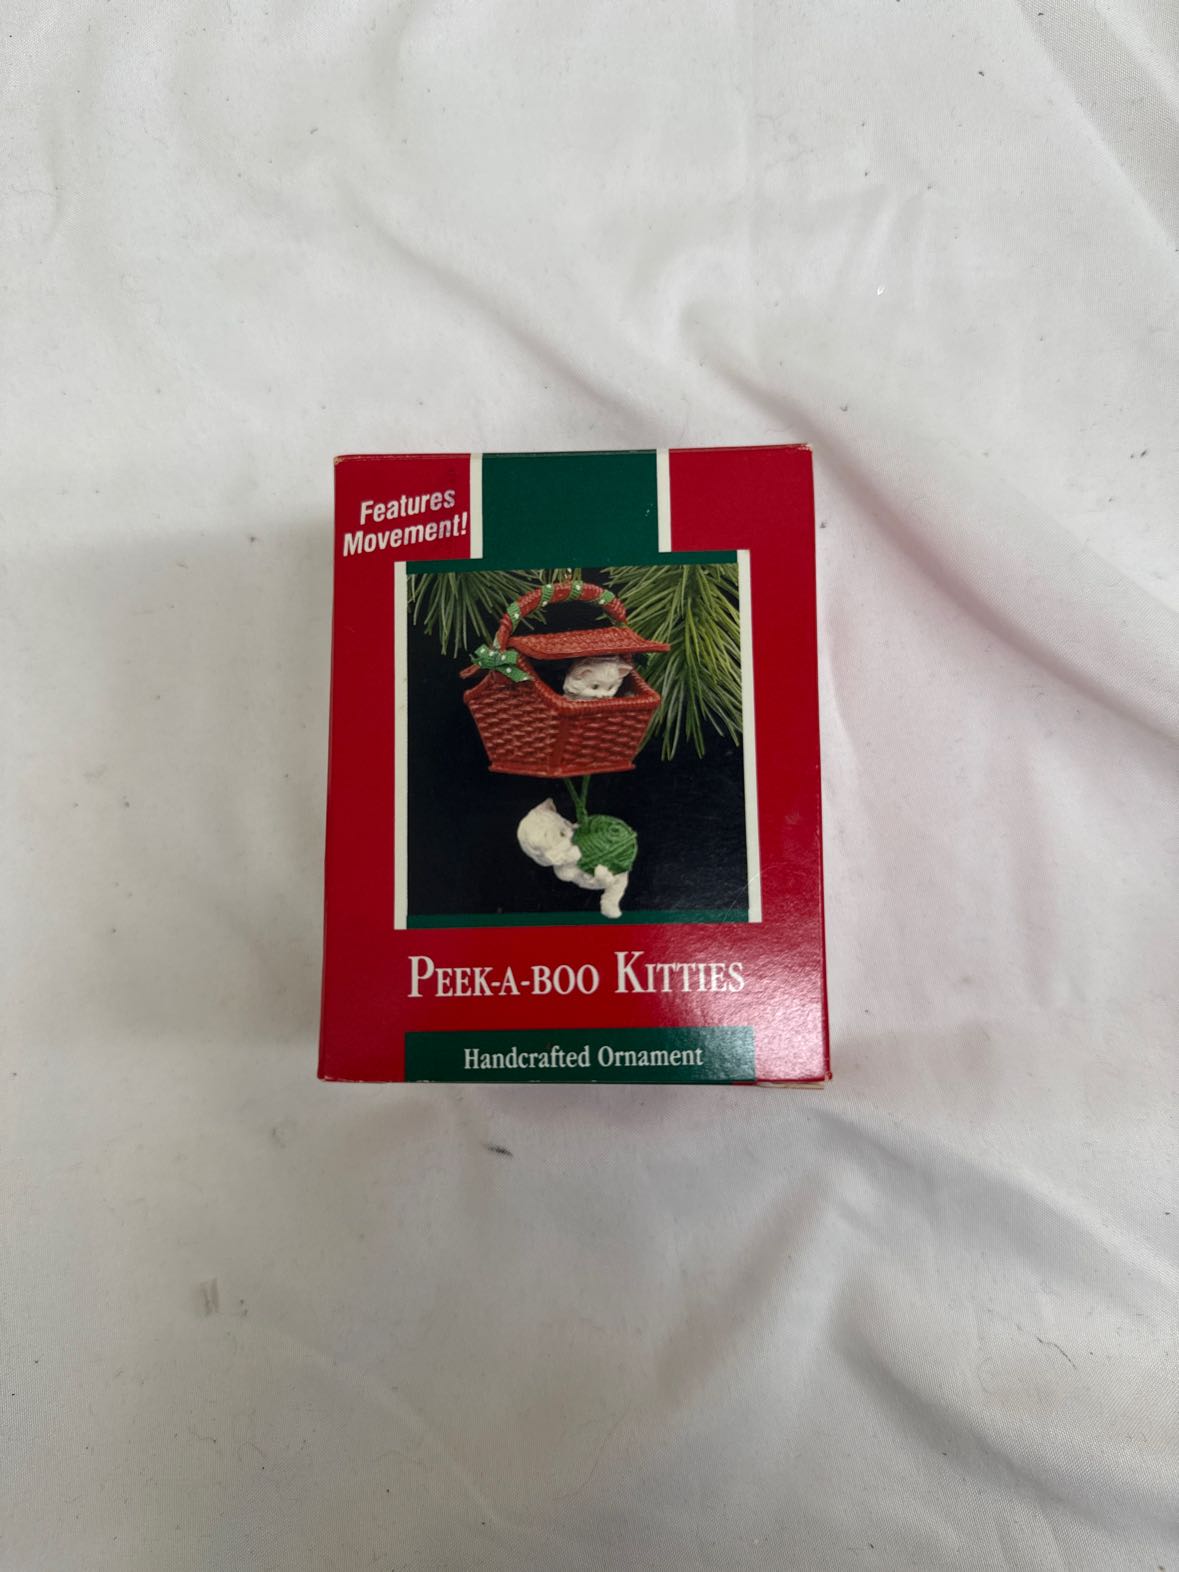 Features
Movement!
PEEK-A-BOO KITTIES
Handcrafted Ornament